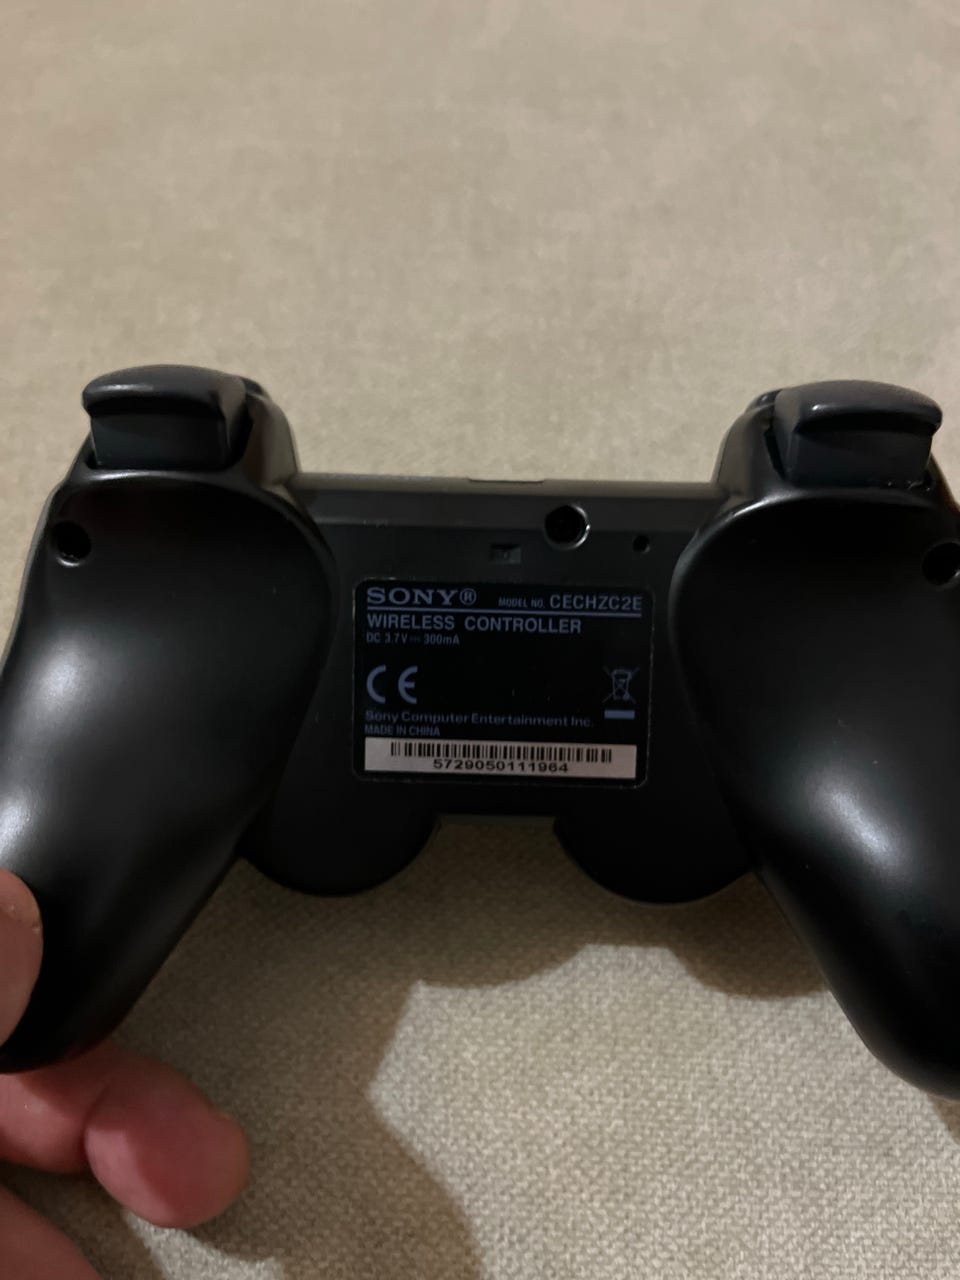 SONY® MODEL NO. CECHZC2E
WIRELESS CONTROLLER
DC 3.7V⎓300mA
CE
Sony Computer Entertainment Inc.
MADE IN CHINA
5729050111964